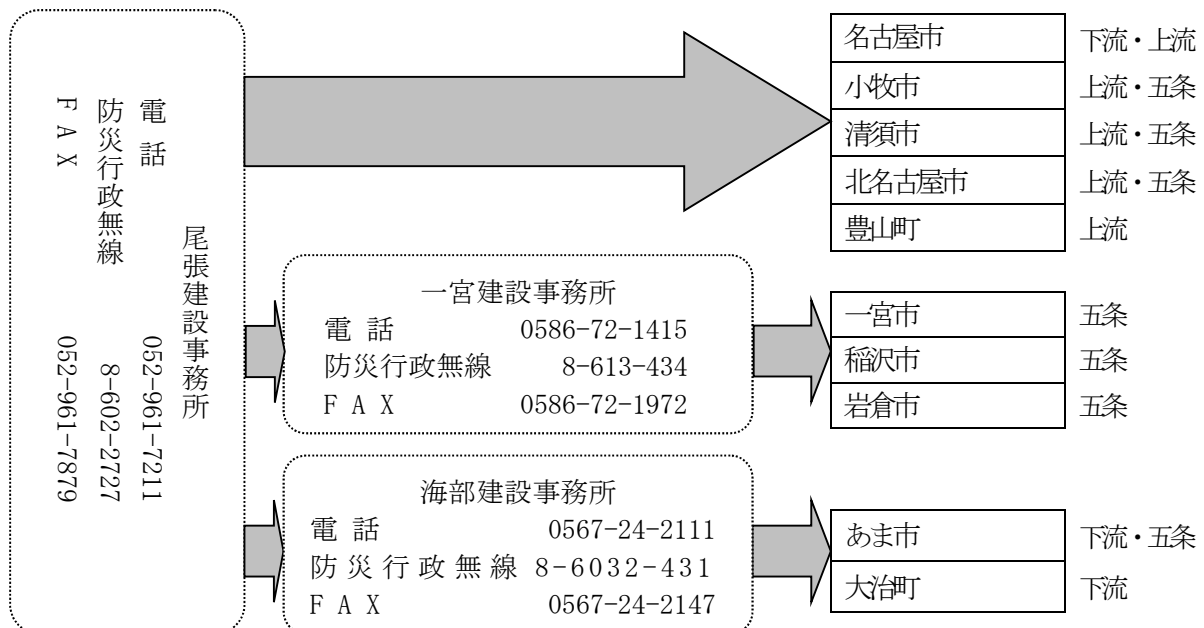 尾張建設事務所
電 話 052-961-7211
防災行政無線 8-602-2727
F A X 052-961-7879
名古屋市 下流・上流
小牧市 上流・五条
清須市 上流・五条
北名古屋市 上流・五条
豊山町 上流
一宮建設事務所
電 話 0586-72-1415
防災行政無線 8-613-434
F A X 0586-72-1972
一宮市 五条
稲沢市 五条
岩倉市 五条
海部建設事務所
電 話 0567-24-2111
防災行政無線 8-6032-431
F A X 0567-24-2147
あま市 下流・五条
大治町 下流